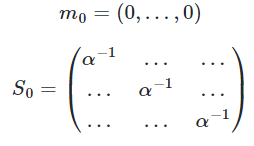 m₀ = (0, . . . , 0)
α⁻¹ . . . . . .
S₀ = ( . . . α⁻¹ . . . )
. . . . . . α⁻¹,